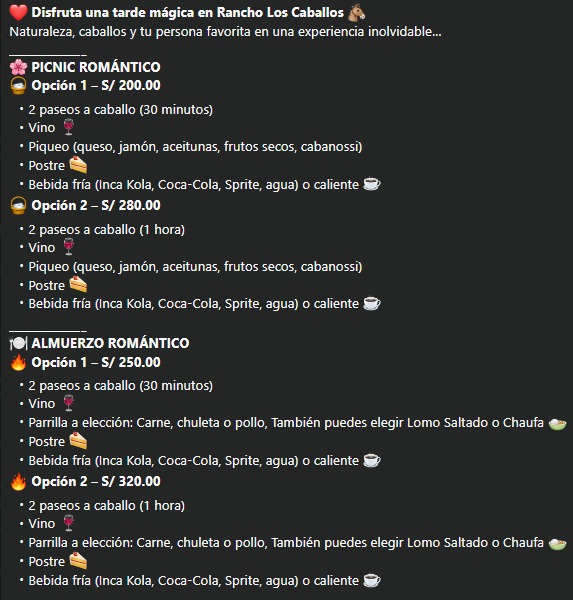 ❤️ Disfruta una tarde mágica en Rancho Los Caballos 🐴
Naturaleza, caballos y tu persona favorita en una experiencia inolvidable...
____________
🌸 PICNIC ROMÁNTICO
🧺 Opción 1 – S/ 200.00
• 2 paseos a caballo (30 minutos)
• Vino 🍷
• Piqueo (queso, jamón, aceitunas, frutos secos, cabanossi)
• Postre 🍰
• Bebida fría (Inca Kola, Coca-Cola, Sprite, agua) o caliente ☕
🧺 Opción 2 – S/ 280.00
• 2 paseos a caballo (1 hora)
• Vino 🍷
• Piqueo (queso, jamón, aceitunas, frutos secos, cabanossi)
• Postre 🍰
• Bebida fría (Inca Kola, Coca-Cola, Sprite, agua) o caliente ☕
____________
🍽️ ALMUERZO ROMÁNTICO
🔥 Opción 1 – S/ 250.00
• 2 paseos a caballo (30 minutos)
• Vino 🍷
• Parrilla a elección: Carne, chuleta o pollo, También puedes elegir Lomo Saltado o Chaufa 🍲
• Postre 🍰
• Bebida fría (Inca Kola, Coca-Cola, Sprite, agua) o caliente ☕
🔥 Opción 2 – S/ 320.00
• 2 paseos a caballo (1 hora)
• Vino 🍷
• Parrilla a elección: Carne, chuleta o pollo, También puedes elegir Lomo Saltado o Chaufa 🍲
• Postre 🍰
• Bebida fría (Inca Kola, Coca-Cola, Sprite, agua) o caliente ☕